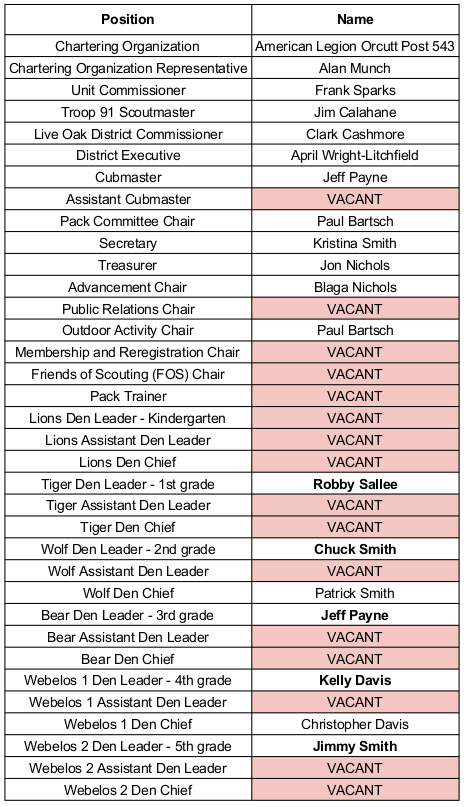 Position Name
Chartering Organization American Legion Orcutt Post 543
Chartering Organization Representative Alan Munch
Unit Commissioner Frank Sparks
Troop 91 Scoutmaster Jim Calahane
Live Oak District Commissioner Clark Cashmore
District Executive April Wright-Litchfield
Cubmaster Jeff Payne
Assistant Cubmaster VACANT
Pack Committee Chair Paul Bartsch
Secretary Kristina Smith
Treasurer Jon Nichols
Advancement Chair Blaga Nichols
Public Relations Chair VACANT
Outdoor Activity Chair Paul Bartsch
Membership and Reregistration Chair VACANT
Friends of Scouting (FOS) Chair VACANT
Pack Trainer VACANT
Lions Den Leader - Kindergarten VACANT
Lions Assistant Den Leader VACANT
Lions Den Chief VACANT
Tiger Den Leader - 1st grade Robby Sallee
Tiger Assistant Den Leader VACANT
Tiger Den Chief VACANT
Wolf Den Leader - 2nd grade Chuck Smith
Wolf Assistant Den Leader VACANT
Wolf Den Chief Patrick Smith
Bear Den Leader - 3rd grade Jeff Payne
Bear Assistant Den Leader VACANT
Bear Den Chief VACANT
Webelos 1 Den Leader - 4th grade Kelly Davis
Webelos 1 Assistant Den Leader VACANT
Webelos 1 Den Chief Christopher Davis
Webelos 2 Den Leader - 5th grade Jimmy Smith
Webelos 2 Assistant Den Leader VACANT
Webelos 2 Den Chief VACANT